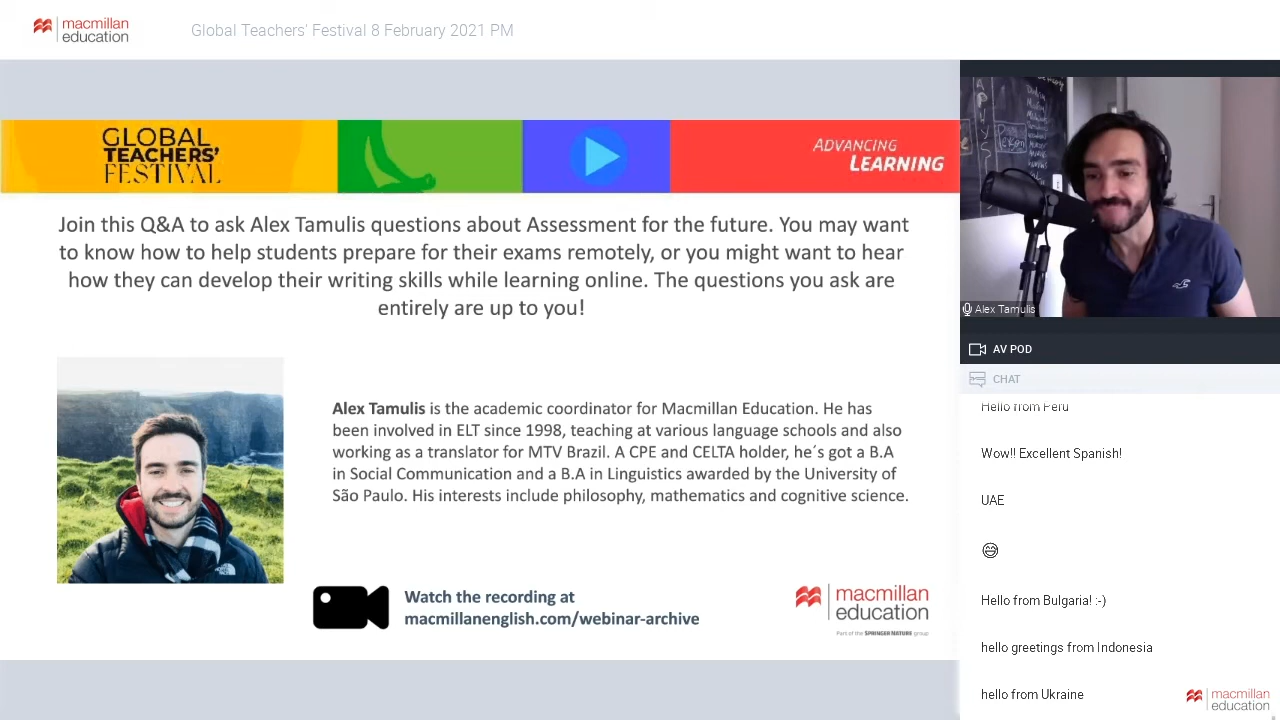 macmillan
education
Global Teachers' Festival 8 February 2021 PM
GLOBAL
TEACHERS'
FESTIVAL
ADVANCING
LEARNING
Join this Q&A to ask Alex Tamulis questions about Assessment for the future. You may want
to know how to help students prepare for their exams remotely, or you might want to hear
how they can develop their writing skills while learning online. The questions you ask are
entirely are up to you!
Alex Tamulis is the academic coordinator for Macmillan Education. He has
been involved in ELT since 1998, teaching at various language schools and also
working as a translator for MTV Brazil. A CPE and CELTA holder, he´s got a B.A
in Social Communication and a B.A in Linguistics awarded by the University of
São Paulo. His interests include philosophy, mathematics and cognitive science.
Watch the recording at
macmillanenglish.com/webinar-archive
macmillan
education
Part of the SPRINGER NATURE group
Alex Tamulis
AV POD
CHAT
Hello from Peru
Wow!! Excellent Spanish!
UAE
😅
Hello from Bulgaria! :-)
hello greetings from Indonesia
hello from Ukraine
macmillan
education